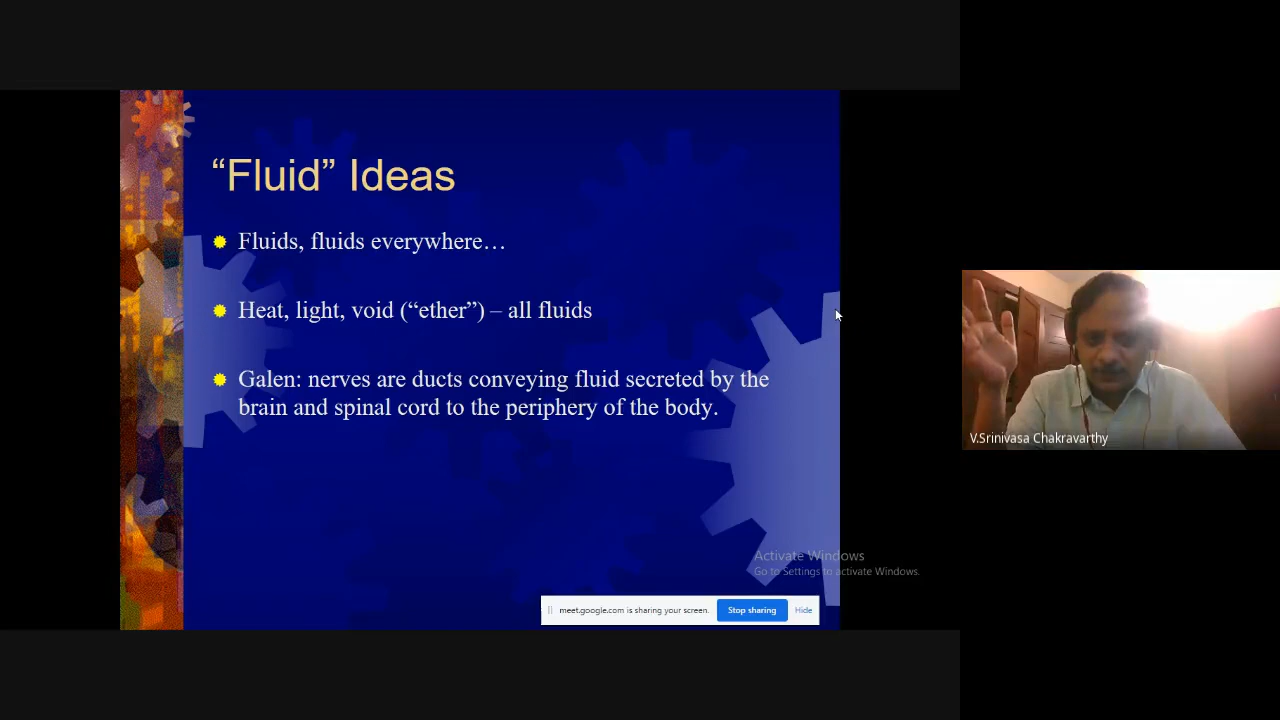 “Fluid” Ideas
Fluids, fluids everywhere…
Heat, light, void (“ether”) – all fluids
Galen: nerves are ducts conveying fluid secreted by the
brain and spinal cord to the periphery of the body.
V.Srinivasa Chakravarthy
Activate Windows
Go to Settings to activate Windows.
meet.google.com is sharing your screen.
Stop sharing
Hide